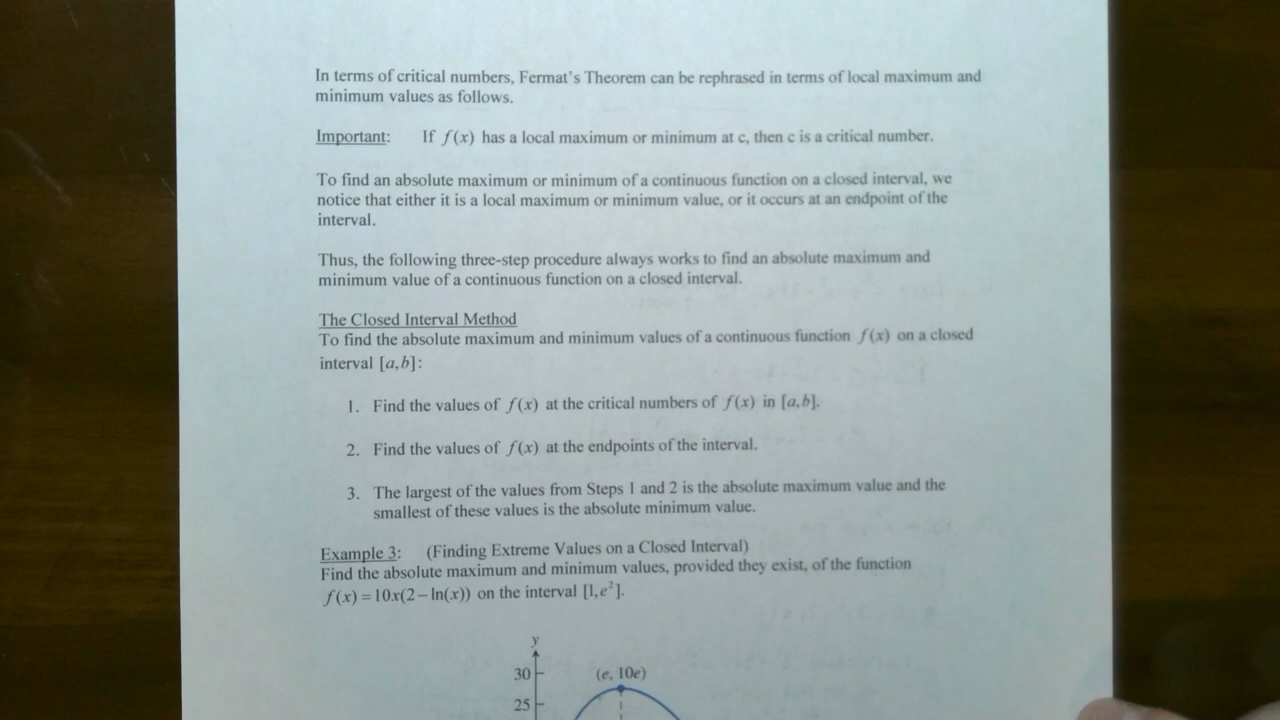 In terms of critical numbers, Fermat's Theorem can be rephrased in terms of local maximum and
minimum values as follows.
Important: If f(x) has a local maximum or minimum at c, then c is a critical number.
To find an absolute maximum or minimum of a continuous function on a closed interval, we
notice that either it is a local maximum or minimum value, or it occurs at an endpoint of the
interval.
Thus, the following three-step procedure always works to find an absolute maximum and
minimum value of a continuous function on a closed interval.
The Closed Interval Method
To find the absolute maximum and minimum values of a continuous function f(x) on a closed
interval [a,b]:
1. Find the values of f(x) at the critical numbers of f(x) in [a,b].
2. Find the values of f(x) at the endpoints of the interval.
3. The largest of the values from Steps 1 and 2 is the absolute maximum value and the
smallest of these values is the absolute minimum value.
Example 3: (Finding Extreme Values on a Closed Interval)
Find the absolute maximum and minimum values, provided they exist, of the function
f(x)=10x(2−ln(x)) on the interval [1,e²].
y
30
(e, 10e)
25